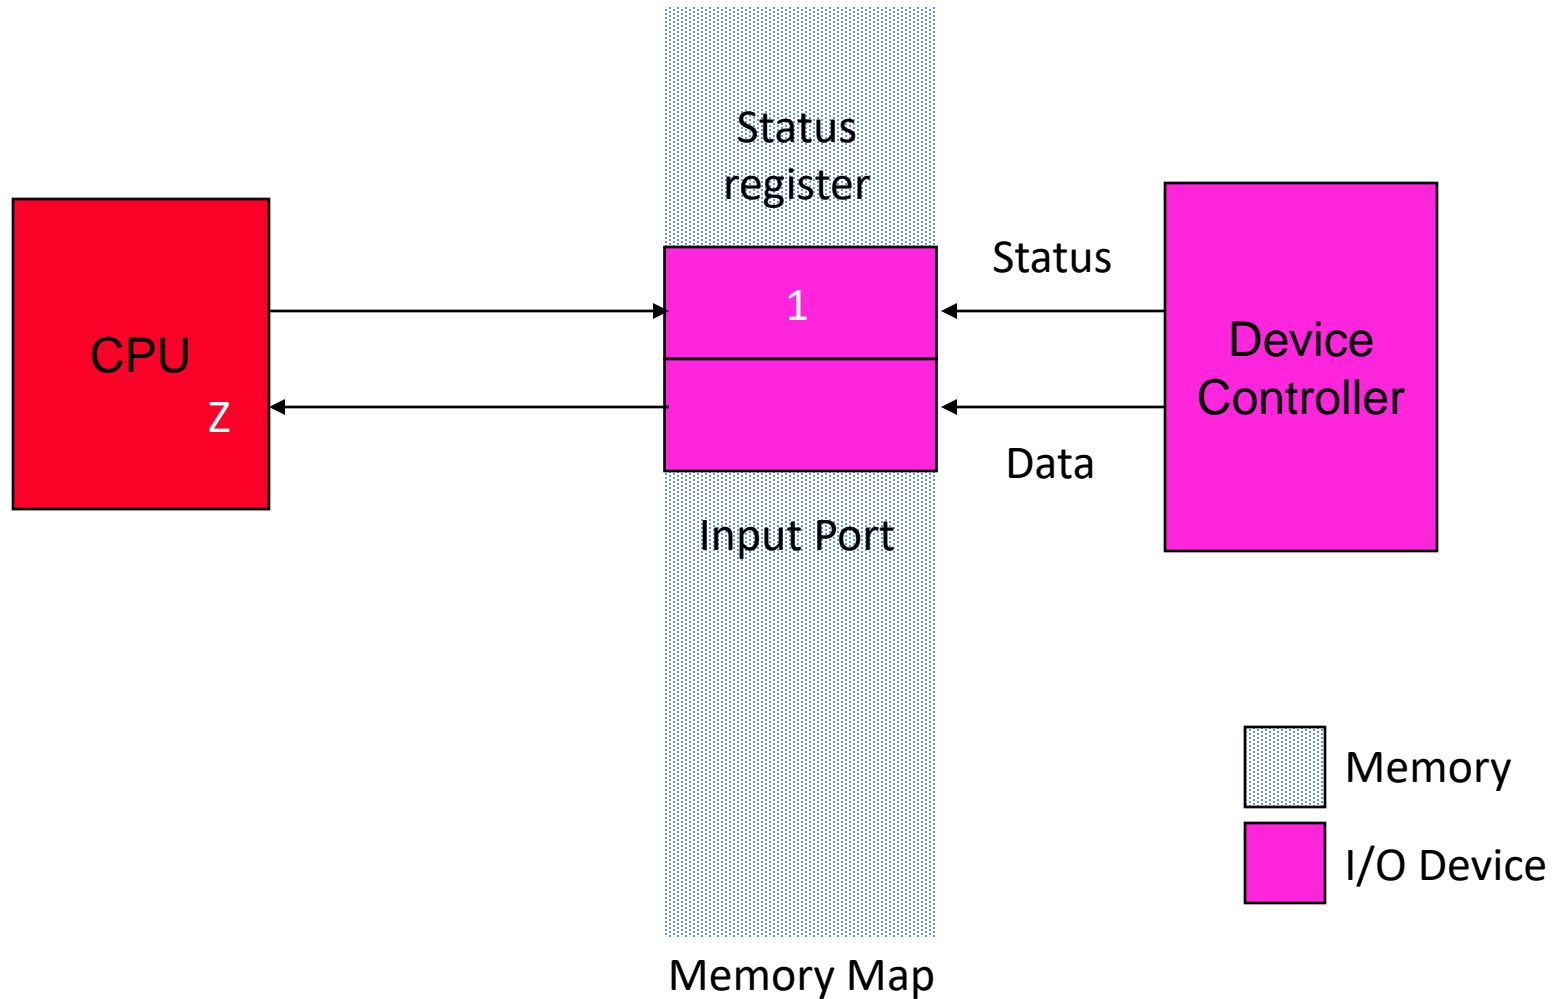 Status
register
Status
1
CPU
Z
Device
Controller
Data
Input Port
Memory
I/O Device
Memory Map